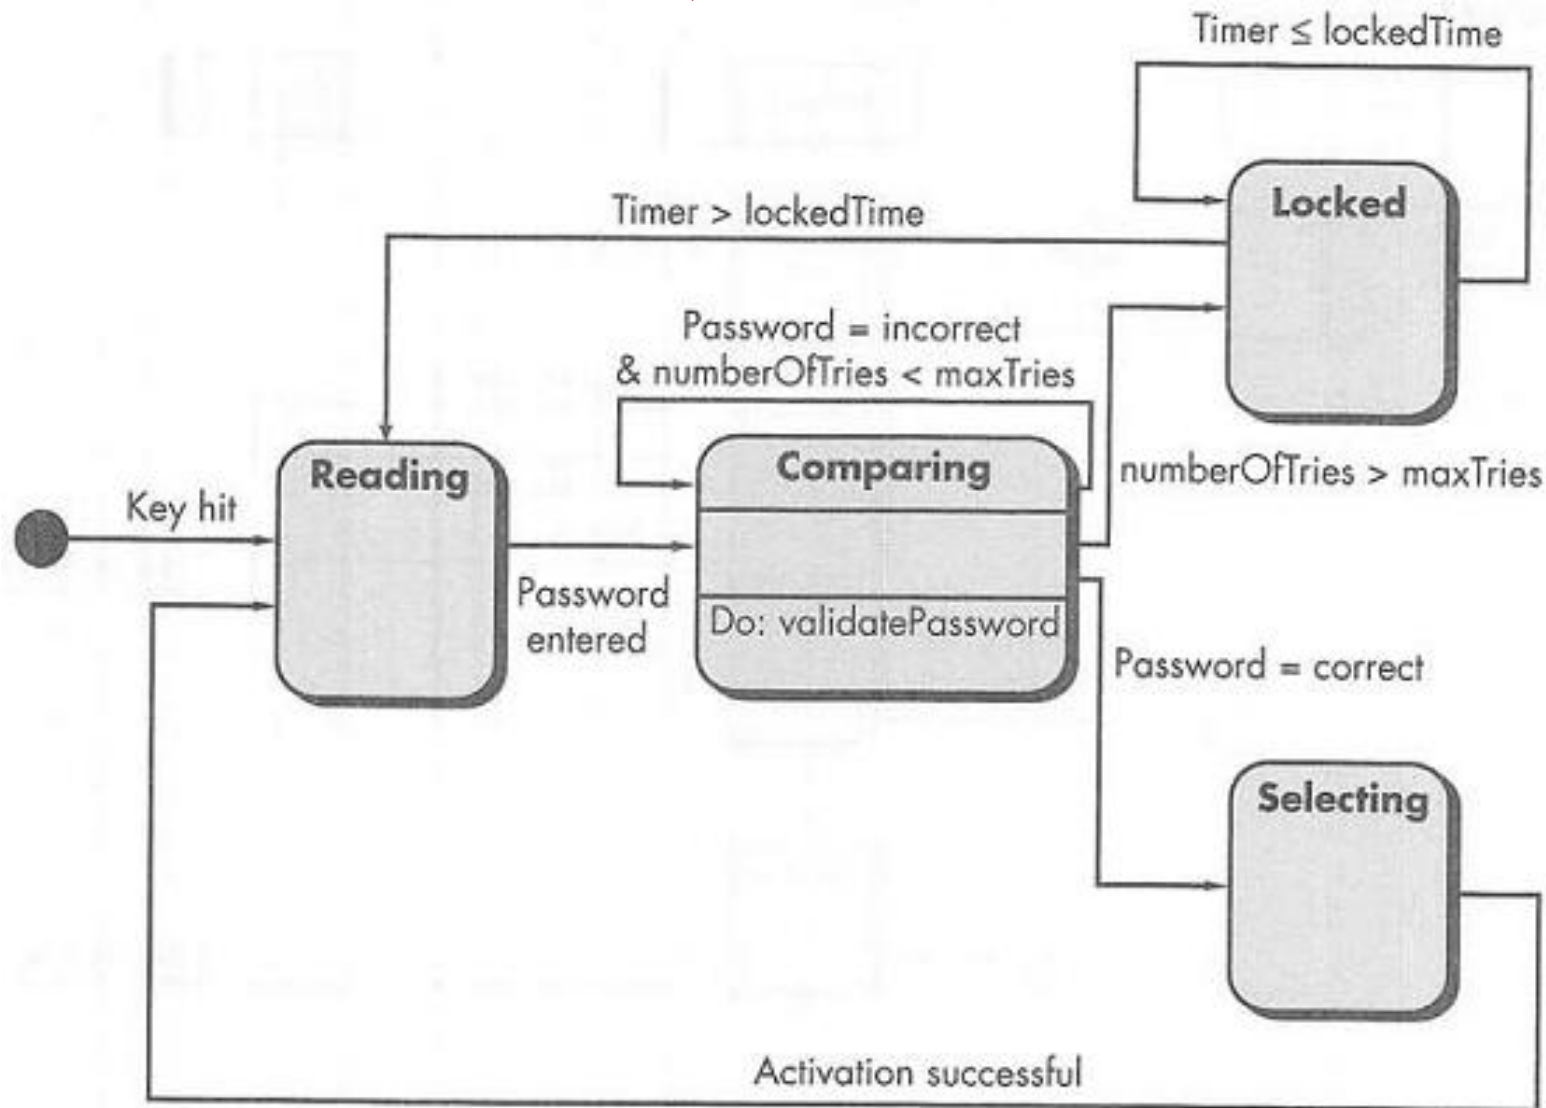 Timer ≤ lockedTime
Locked
Timer > lockedTime
Password = incorrect
& numberOfTries < maxTries
Reading
Comparing
numberOfTries > maxTries
Key hit
Password
entered
Do: validatePassword
Password = correct
Selecting
Activation successful